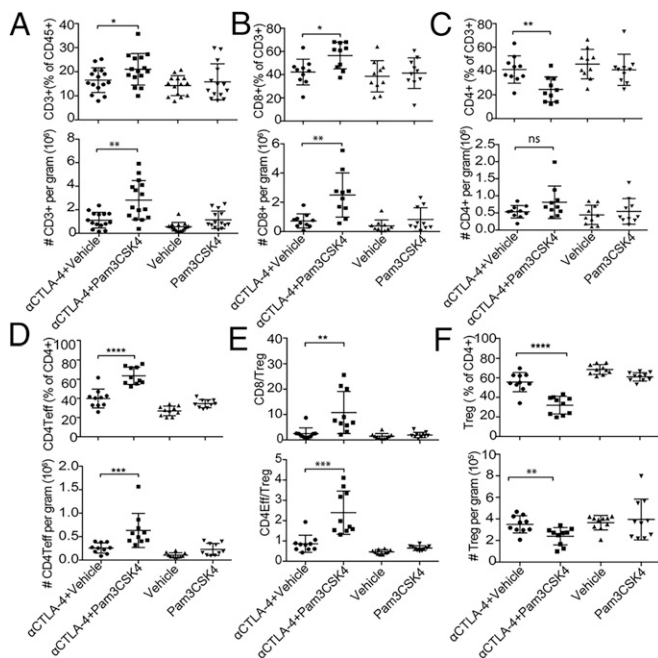 A
CD3+(% of CD45+)
40
30
20
10
0
*
# CD3+ per gram (10⁶)
8
6
4
2
0
**
αCTLA-4+Vehicle
αCTLA-4+Pam3CSK4
Vehicle
Pam3CSK4
B
CD8+(% of CD3+)
80
60
40
20
0
*
# CD8+ per gram (10⁶)
6
4
2
0
**
αCTLA-4+Vehicle
αCTLA-4+Pam3CSK4
Vehicle
Pam3CSK4
C
CD4+(% of CD3+)
80
60
40
20
0
**
# CD4+ per gram(10⁶)
2.0
1.5
1.0
0.5
0.0
ns
αCTLA-4+Vehicle
αCTLA-4+Pam3CSK4
Vehicle
Pam3CSK4
D
CD4Teff (% of CD4+)
100
80
60
40
20
0
****
# CD4Teff per gram (10⁶)
2.0
1.5
1.0
0.5
0.0
***
αCTLA-4+Vehicle
αCTLA-4+Pam3CSK4
Vehicle
Pam3CSK4
E
CD8/Treg
40
30
20
10
0
**
CD4Eff/Treg
5
4
3
2
1
0
***
αCTLA-4+Vehicle
αCTLA-4+Pam3CSK4
Vehicle
Pam3CSK4
F
Treg ( % of CD4+)
100
80
60
40
20
0
****
# Treg per gram (10⁵)
10
8
6
4
2
0
**
αCTLA-4+Vehicle
αCTLA-4+Pam3CSK4
Vehicle
Pam3CSK4